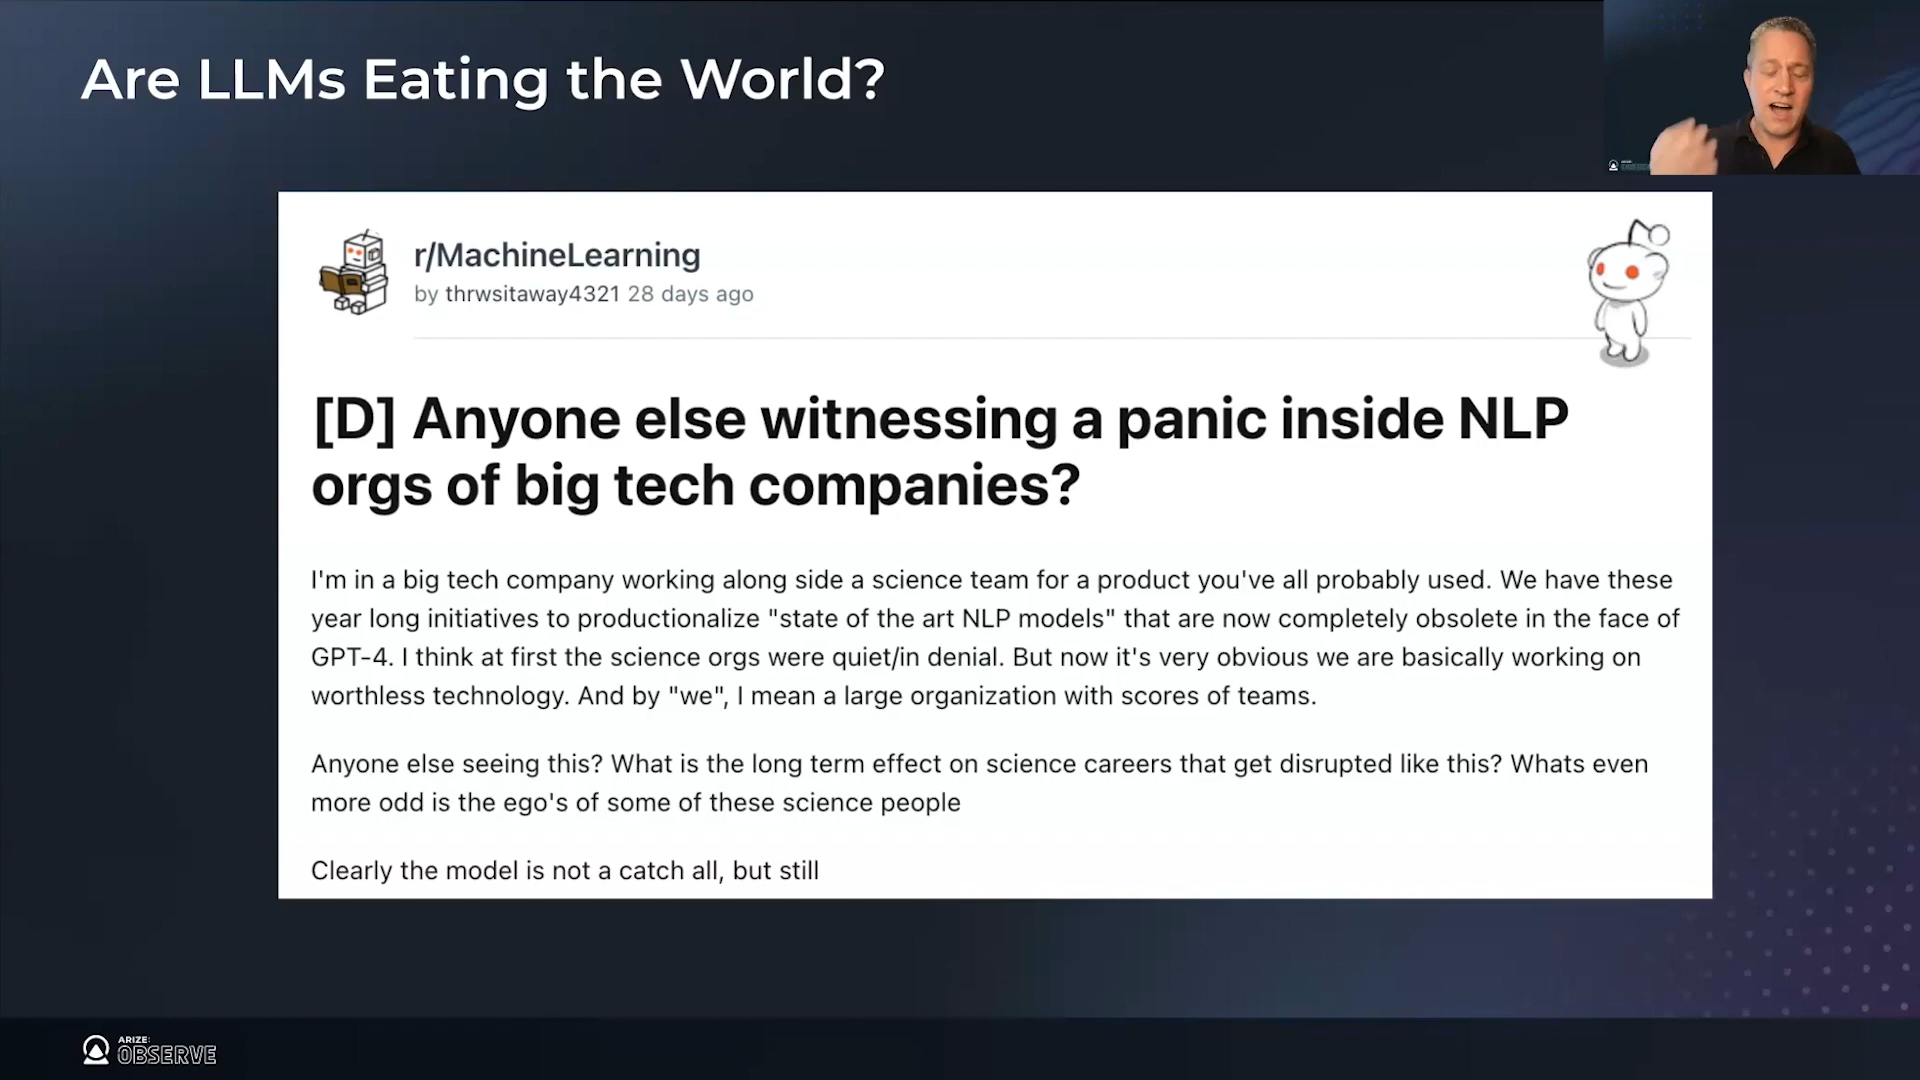 Are LLMs Eating the World?
r/MachineLearning
by thrwsitaway4321 28 days ago
[D] Anyone else witnessing a panic inside NLP
orgs of big tech companies?
I'm in a big tech company working along side a science team for a product you've all probably used. We have these
year long initiatives to productionalize "state of the art NLP models" that are now completely obsolete in the face of
GPT-4. I think at first the science orgs were quiet/in denial. But now it's very obvious we are basically working on
worthless technology. And by "we", I mean a large organization with scores of teams.
Anyone else seeing this? What is the long term effect on science careers that get disrupted like this? Whats even
more odd is the ego's of some of these science people
Clearly the model is not a catch all, but still
ARIZE:
OBSERVE